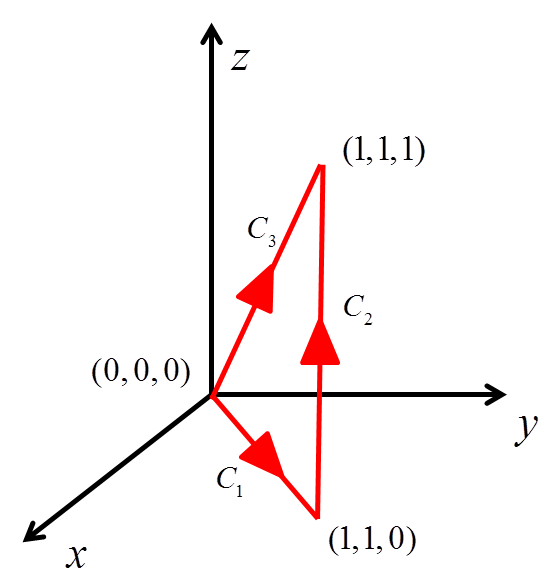 z
(1,1,1)
C₃
C₂
(0,0,0)
y
C₁
(1,1,0)
x